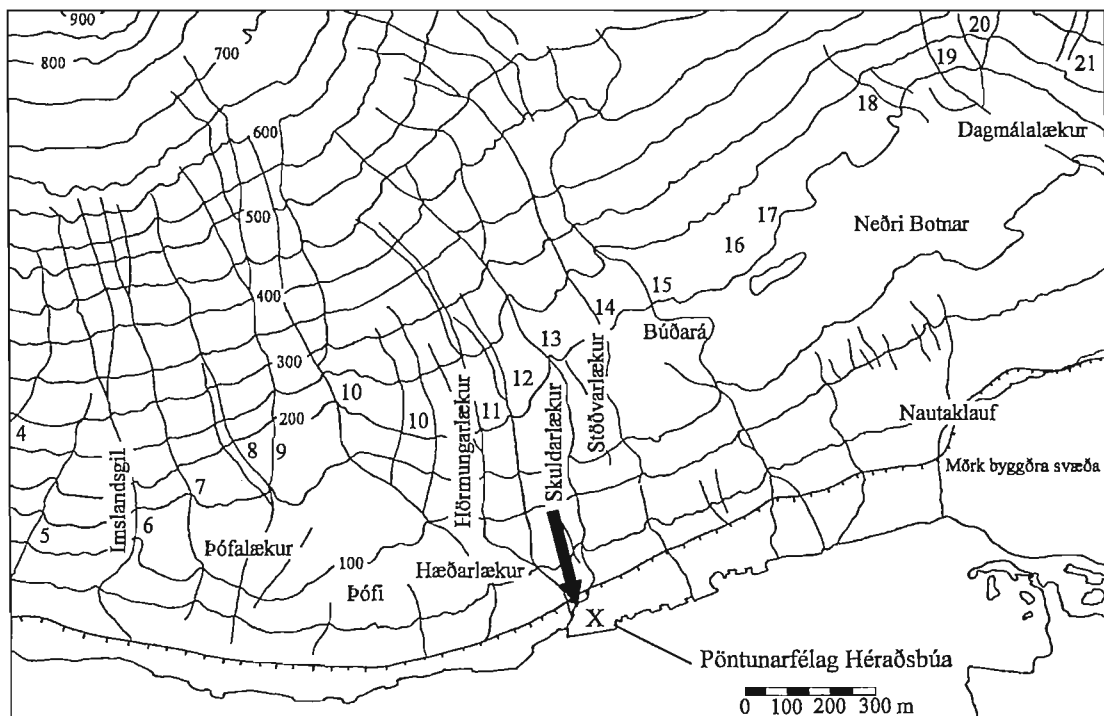 900
800
700
600
500
400
300
200
100
20
19
21
18
Dagmálalækur
17
16
Neðri Botnar
15
14
Búðará
13
12
11
10
10
Stöðvarlækur
Skuldarlækur
Hörmungarlækur
Nautaklauf
Mörk byggðra svæða
4
8
9
7
Imslandsgil
6
5
Þófalækur
Hæðarlækur
Þófi
X
Pöntunarfélag Héraðsbúa
0 100 200 300 m